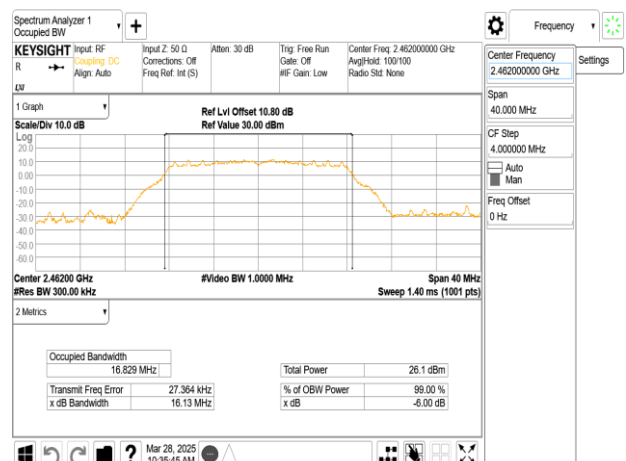 Spectrum Analyzer 1
Occupied BW
Frequency
KEYSIGHT
R
LXI
Input: RF
Coupling: DC
Align: Auto
Input Z: 50 Ω
Corrections: Off
Freq Ref: Int (S)
Atten: 30 dB
Trig: Free Run
Gate: Off
#IF Gain: Low
Center Freq: 2.462000000 GHz
Avg|Hold: 100/100
Radio Std: None
Center Frequency
2.462000000 GHz
Settings
Span
40.000 MHz
CF Step
4.000000 MHz
Auto
Man
Freq Offset
0 Hz
1 Graph
Scale/Div 10.0 dB
Ref Lvl Offset 10.80 dB
Ref Value 30.00 dBm
Log
20.0
10.0
0.00
-10.0
-20.0
-30.0
-40.0
-50.0
-60.0
Center 2.46200 GHz
#Res BW 300.00 kHz
#Video BW 1.0000 MHz
Span 40 MHz
Sweep 1.40 ms (1001 pts)
2 Metrics
Occupied Bandwidth
16.829 MHz
Transmit Freq Error 27.364 kHz
x dB Bandwidth 16.13 MHz
Total Power 26.1 dBm
% of OBW Power 99.00 %
x dB -6.00 dB
?
Mar 28, 2025
10:35:45 AM